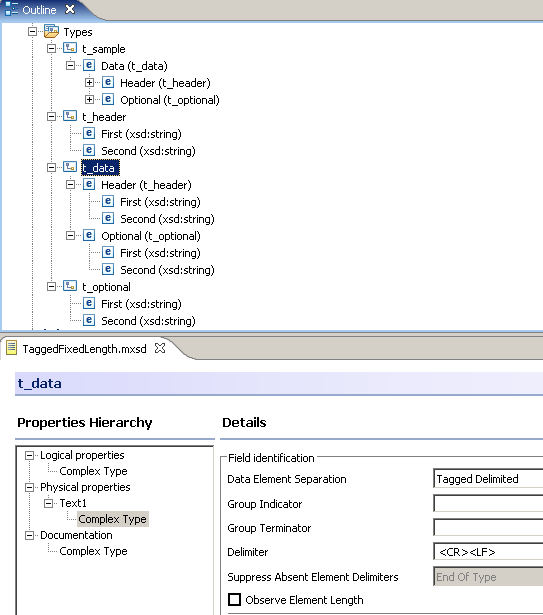 Outline
Types
t_sample
Data (t_data)
Header (t_header)
Optional (t_optional)
t_header
First (xsd:string)
Second (xsd:string)
t_data
Header (t_header)
First (xsd:string)
Second (xsd:string)
Optional (t_optional)
First (xsd:string)
Second (xsd:string)
t_optional
First (xsd:string)
Second (xsd:string)
TaggedFixedLength.mxsd
t_data
Properties Hierarchy
Logical properties
Complex Type
Physical properties
Text1
Complex Type
Documentation
Complex Type
Details
Field identification
Data Element Separation Tagged Delimited
Group Indicator
Group Terminator
Delimiter <CR><LF>
Suppress Absent Element Delimiters End Of Type
Observe Element Length